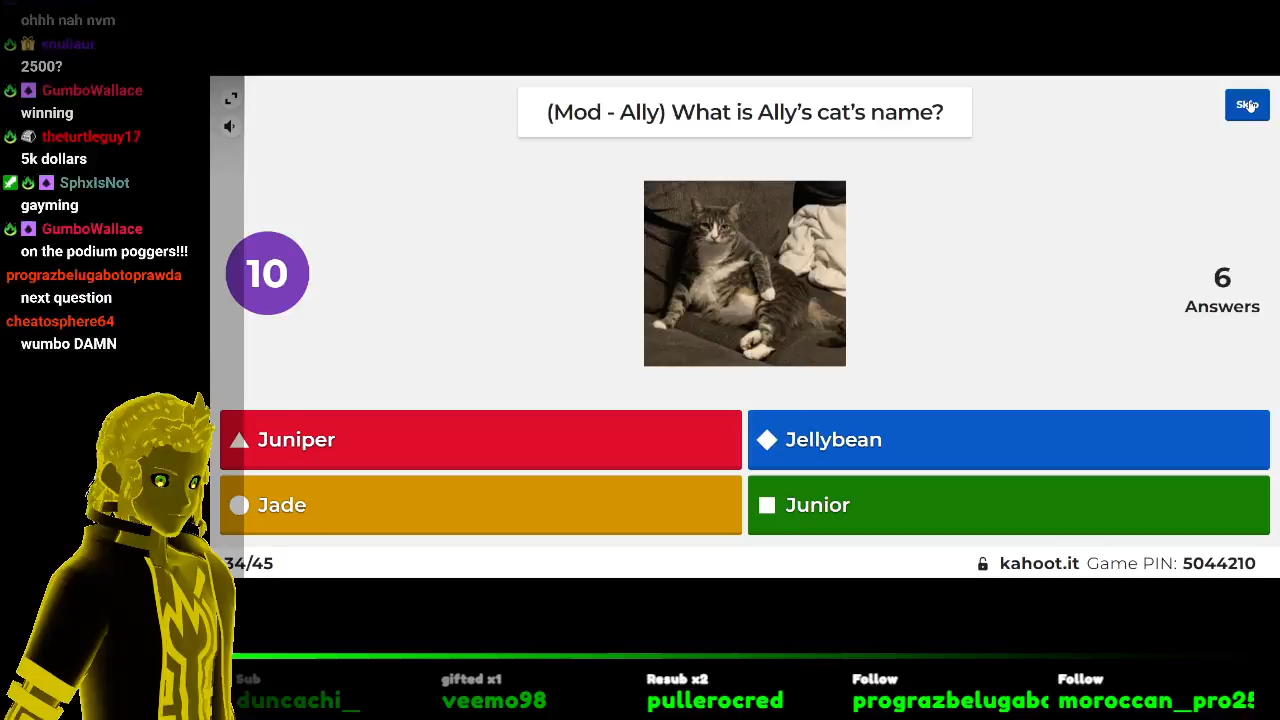 ohhh nah nvm
2500?
GumboWallace
winning
theturtleguy17
5k dollars
SphxIsNot
gayming
GumboWallace
on the podium poggers!!!
prograzbelugabotoprawda
next question
cheatosphere64
wumbo DAMN
(Mod - Ally) What is Ally's cat's name?
Skip
10
6
Answers
Juniper
Jellybean
Jade
Junior
34/45
kahoot.it Game PIN: 5044210
Sub
duncachi_
gifted x1
veemo98
Resub x2
pullerocred
Follow
prograzbelugabo
Follow
moroccan_pro25